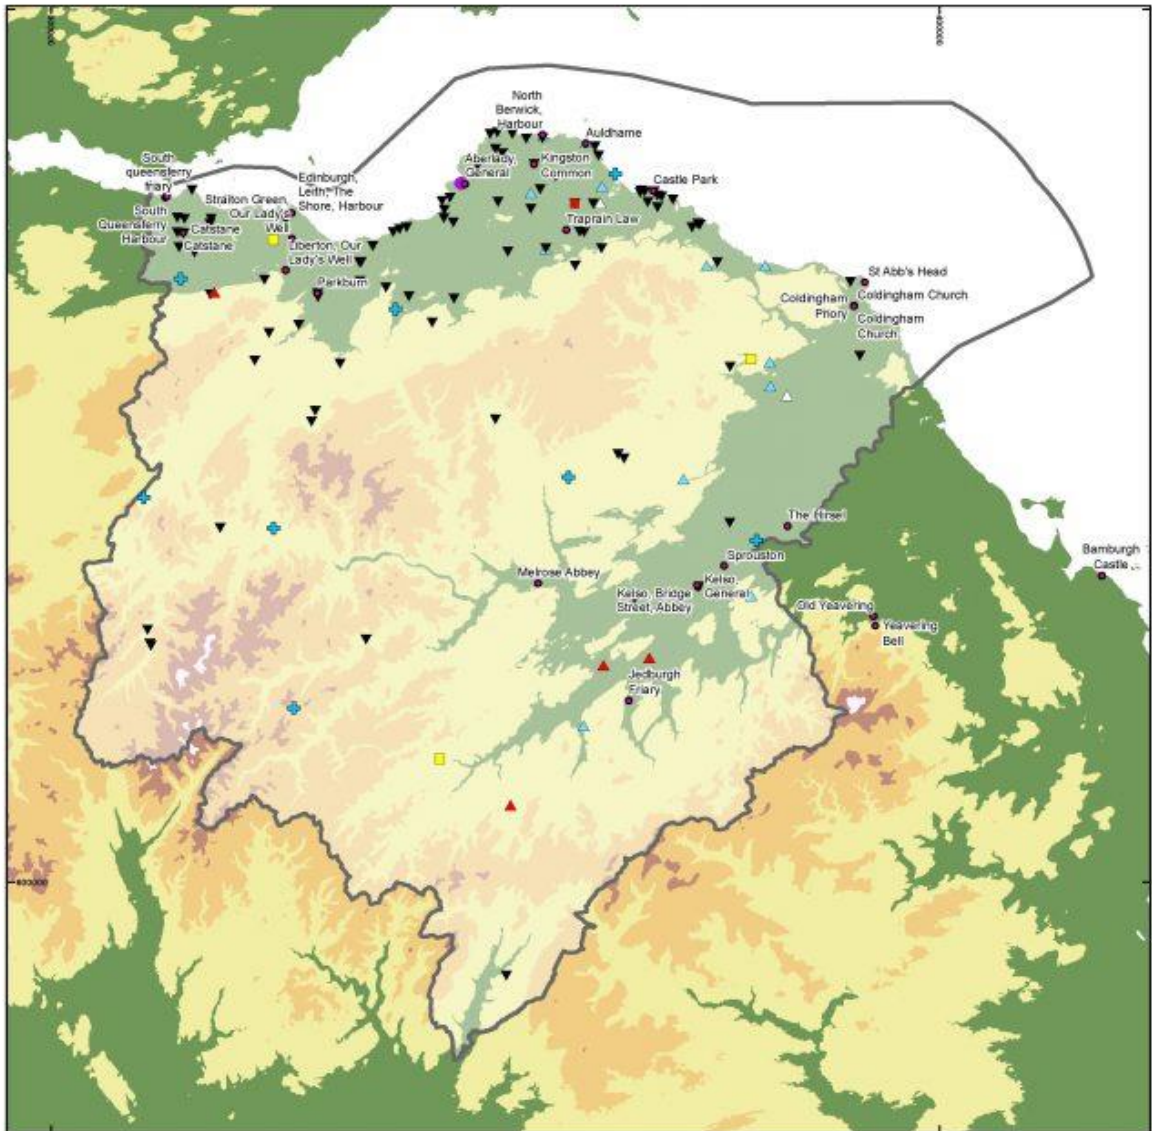 North
Berwick,
Harbour
Auldhame
South
queensferry
friary
Aberlady,
General
Kingston
Common
Edinburgh,
Leith, The
Shore, Harbour
Castle Park
Straiton Green,
Our Lady's
Well
South
Queensferry
Harbour
Catstane
Catstane
Traprain Law
Liberton, Our
Lady's Well
Parkburn
St Abb's Head
Coldingham
Priory
Coldingham Church
Coldingham
Church
The Hirsel
Sprouston
Melrose Abbey
Kelso,
General
Kelso, Bridge
Street, Abbey
Bamburgh
Castle
Old Yeavering
Yeavering
Bell
Jedburgh
Friary
600000